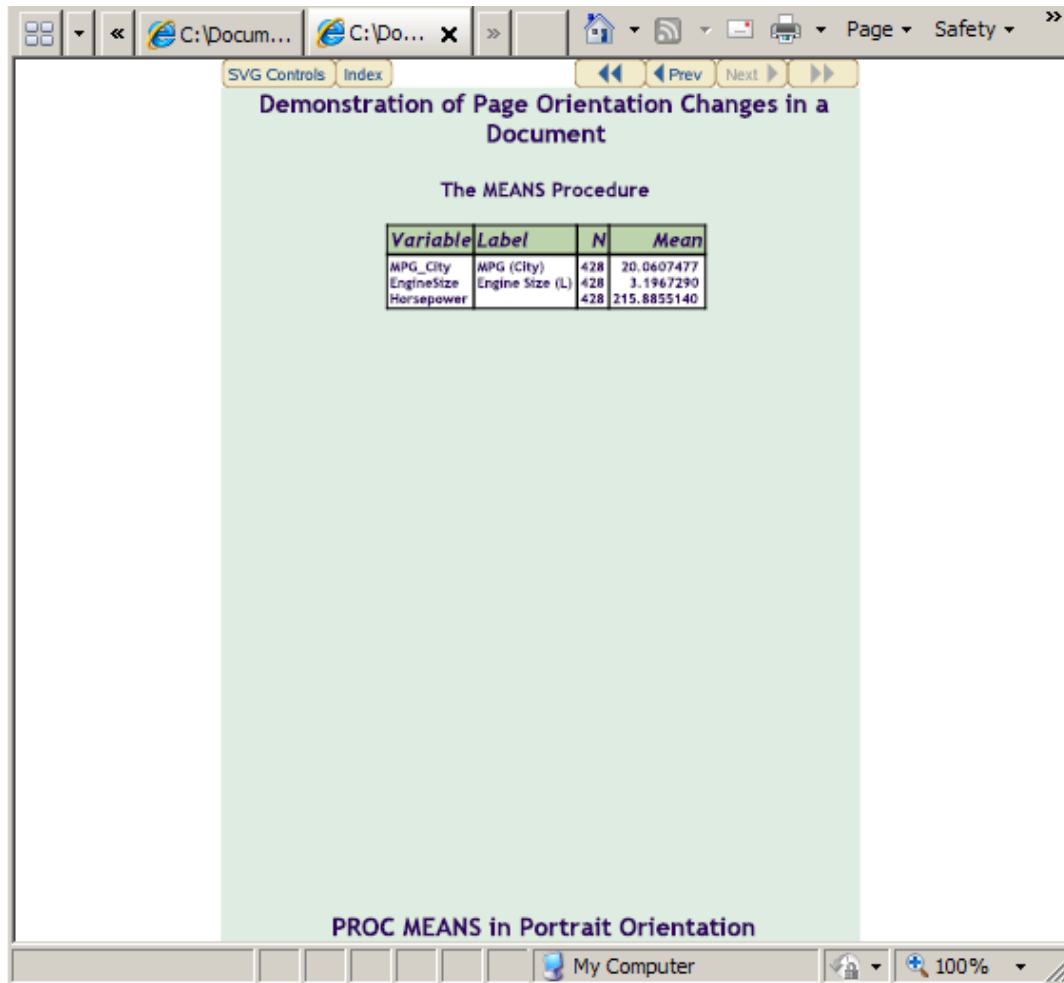 « C:\Docum... C:\Do... x » Page Safety »
SVG Controls Index Prev Next
Demonstration of Page Orientation Changes in a
Document
The MEANS Procedure
Variable Label N Mean
MPG_City MPG (City) 428 20.0607477
EngineSize Engine Size (L) 428 3.1967290
Horsepower 428 215.8855140
PROC MEANS in Portrait Orientation
My Computer 100%